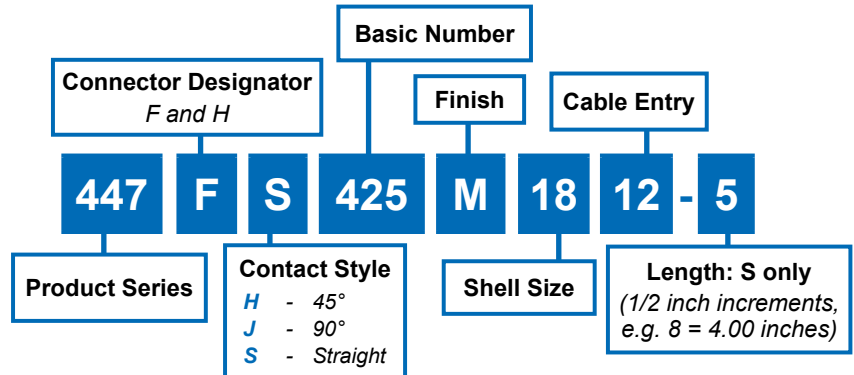 Basic Number
Connector Designator
F and H
Finish
Cable Entry
447 F S 425 M 18 12 - 5
Product Series
Contact Style
H - 45°
J - 90°
S - Straight
Shell Size
Length: S only
(1/2 inch increments,
e.g. 8 = 4.00 inches)